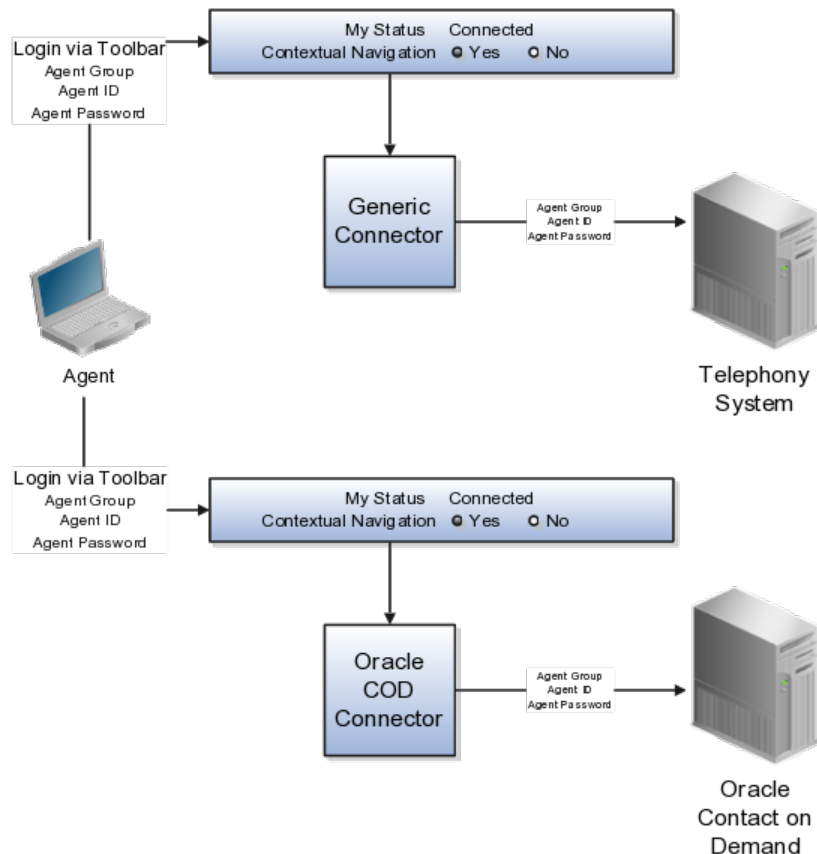 Login via Toolbar
Agent Group
Agent ID
Agent Password
My Status Connected
Contextual Navigation Yes No
Generic
Connector
Agent Group
Agent ID
Agent Password
Telephony
System
Agent
Login via Toolbar
Agent Group
Agent ID
Agent Password
My Status Connected
Contextual Navigation Yes No
Oracle
COD
Connector
Agent Group
Agent ID
Agent Password
Oracle
Contact on
Demand